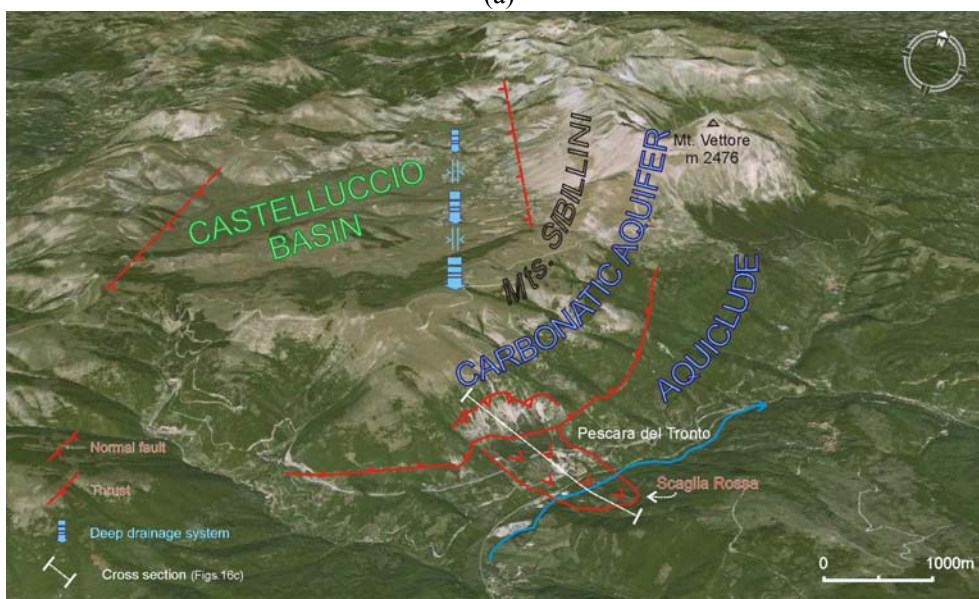 (a)
N
Mt. Vettore
m 2476
CASTELLUCCIO
BASIN
Mts. SIBILLINI
CARBONATIC AQUIFER
AQUICLUDE
Pescara del Tronto
Scaglia Rossa
Normal fault
Thrust
Deep drainage system
Cross section (Figs.16c)
0 1000m